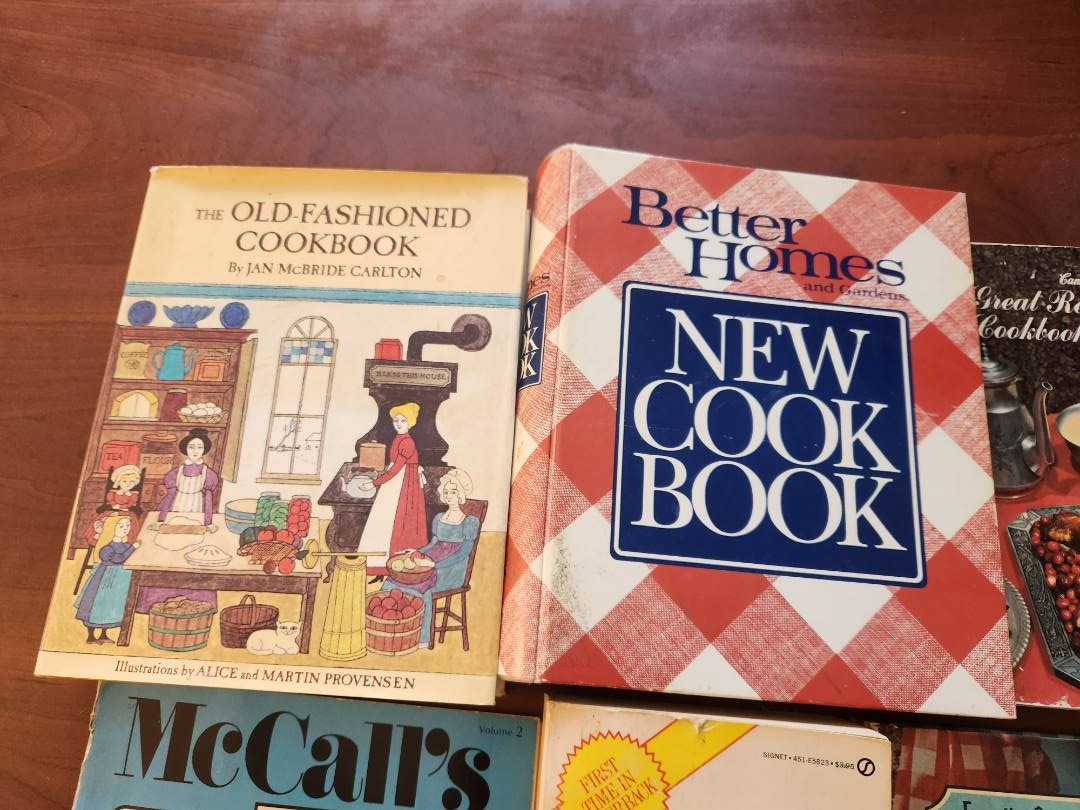 THE OLD-FASHIONED
COOKBOOK
By JAN McBRIDE CARLTON
COFFEE
BLESS THIS HOUSE
TEA
FLOUR
Illustrations by ALICE and MARTIN PROVENSEN
Better
Homes
and Gardens
NEW
COOK
BOOK
Great
Cookbook
McCall's
Volume 2
FIRST
TIME IN
SIGNET • 451-E5823 • $3.95